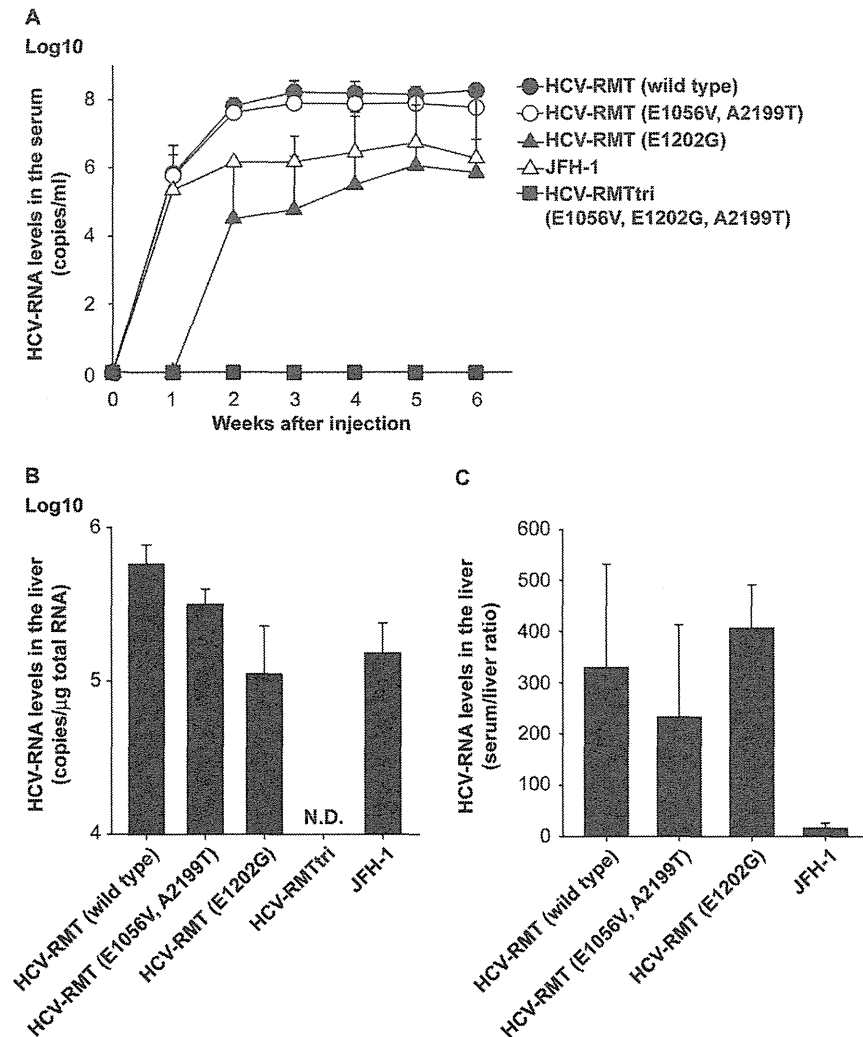 A
Log10
HCV-RNA levels in the serum
(copies/ml)
8
6
4
2
0
0 1 2 3 4 5 6
Weeks after injection
HCV-RMT (wild type)
HCV-RMT (E1056V, A2199T)
HCV-RMT (E1202G)
JFH-1
HCV-RMTtri
(E1056V, E1202G, A2199T)
B
Log10
HCV-RNA levels in the liver
(copies/µg total RNA)
6
5
4
N.D.
HCV-RMT (wild type)
HCV-RMT (E1056V, A2199T)
HCV-RMT (E1202G)
HCV-RMTtri
JFH-1
C
HCV-RNA levels in the liver
(serum/liver ratio)
600
500
400
300
200
100
0
HCV-RMT (wild type)
HCV-RMT (E1056V, A2199T)
HCV-RMT (E1202G)
JFH-1